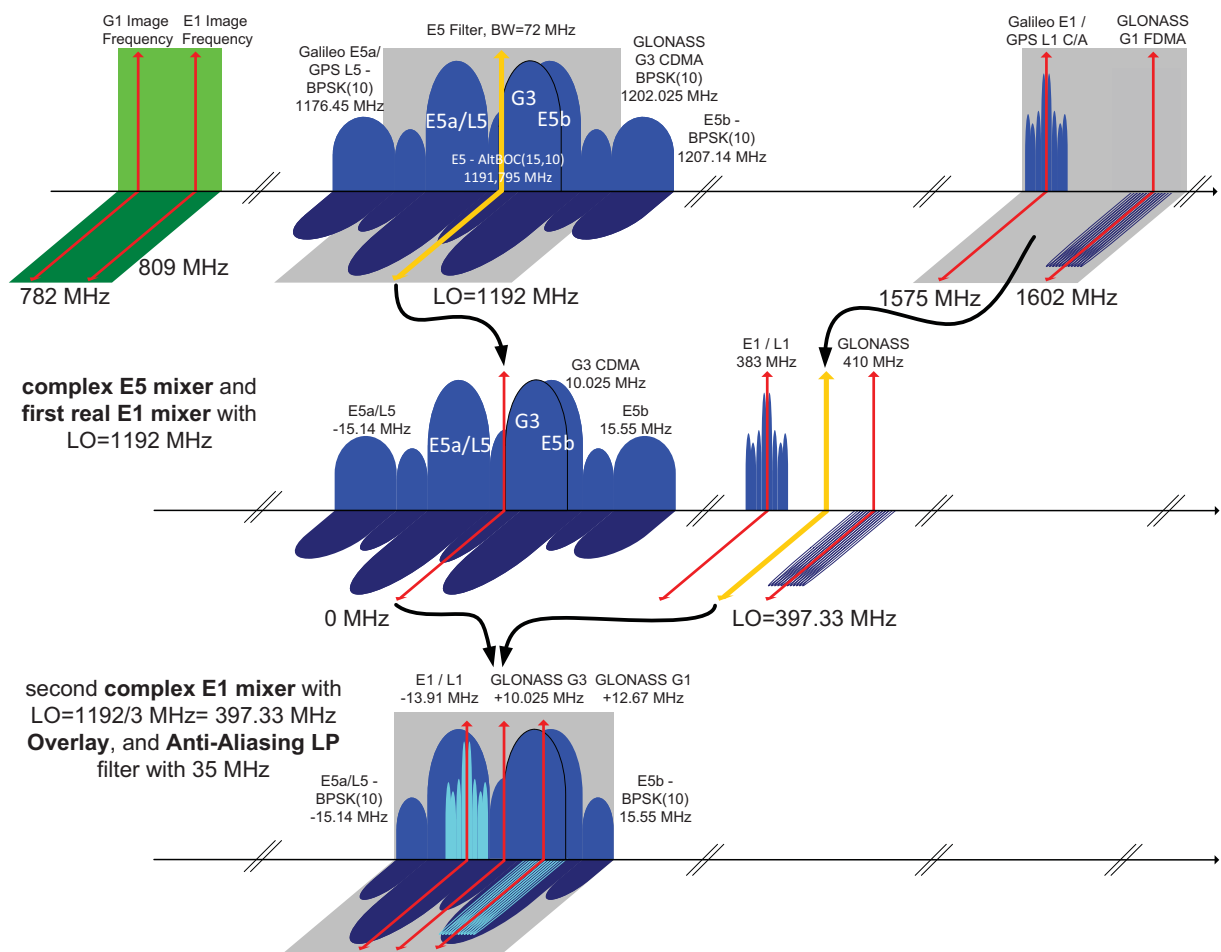 G1 Image
Frequency
E1 Image
Frequency
E5 Filter, BW=72 MHz
Galileo E5a/
GPS L5 -
BPSK(10)
1176.45 MHz
GLONASS
G3 CDMA
BPSK(10)
1202.025 MHz
E5b -
BPSK(10)
1207.14 MHz
Galileo E1 /
GPS L1 C/A
GLONASS
G1 FDMA
E5a/L5
G3
E5b
E5 - AltBOC(15,10)
1191,795 MHz
782 MHz
809 MHz
LO=1192 MHz
1575 MHz
1602 MHz
complex E5 mixer and
first real E1 mixer with
LO=1192 MHz
E5a/L5
-15.14 MHz
G3 CDMA
10.025 MHz
E5b
15.55 MHz
E1 / L1
383 MHz
GLONASS
410 MHz
E5a/L5
G3
E5b
0 MHz
LO=397.33 MHz
second complex E1 mixer with
LO=1192/3 MHz= 397.33 MHz
Overlay, and Anti-Aliasing LP
filter with 35 MHz
E1 / L1
-13.91 MHz
GLONASS G3
+10.025 MHz
GLONASS G1
+12.67 MHz
E5a/L5 -
BPSK(10)
-15.14 MHz
E5b -
BPSK(10)
15.55 MHz